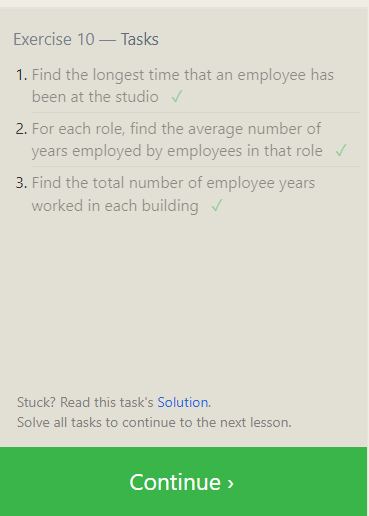 Exercise 10 — Tasks
1. Find the longest time that an employee has
been at the studio ✓
2. For each role, find the average number of
years employed by employees in that role ✓
3. Find the total number of employee years
worked in each building ✓
Stuck? Read this task's Solution.
Solve all tasks to continue to the next lesson.
Continue ›